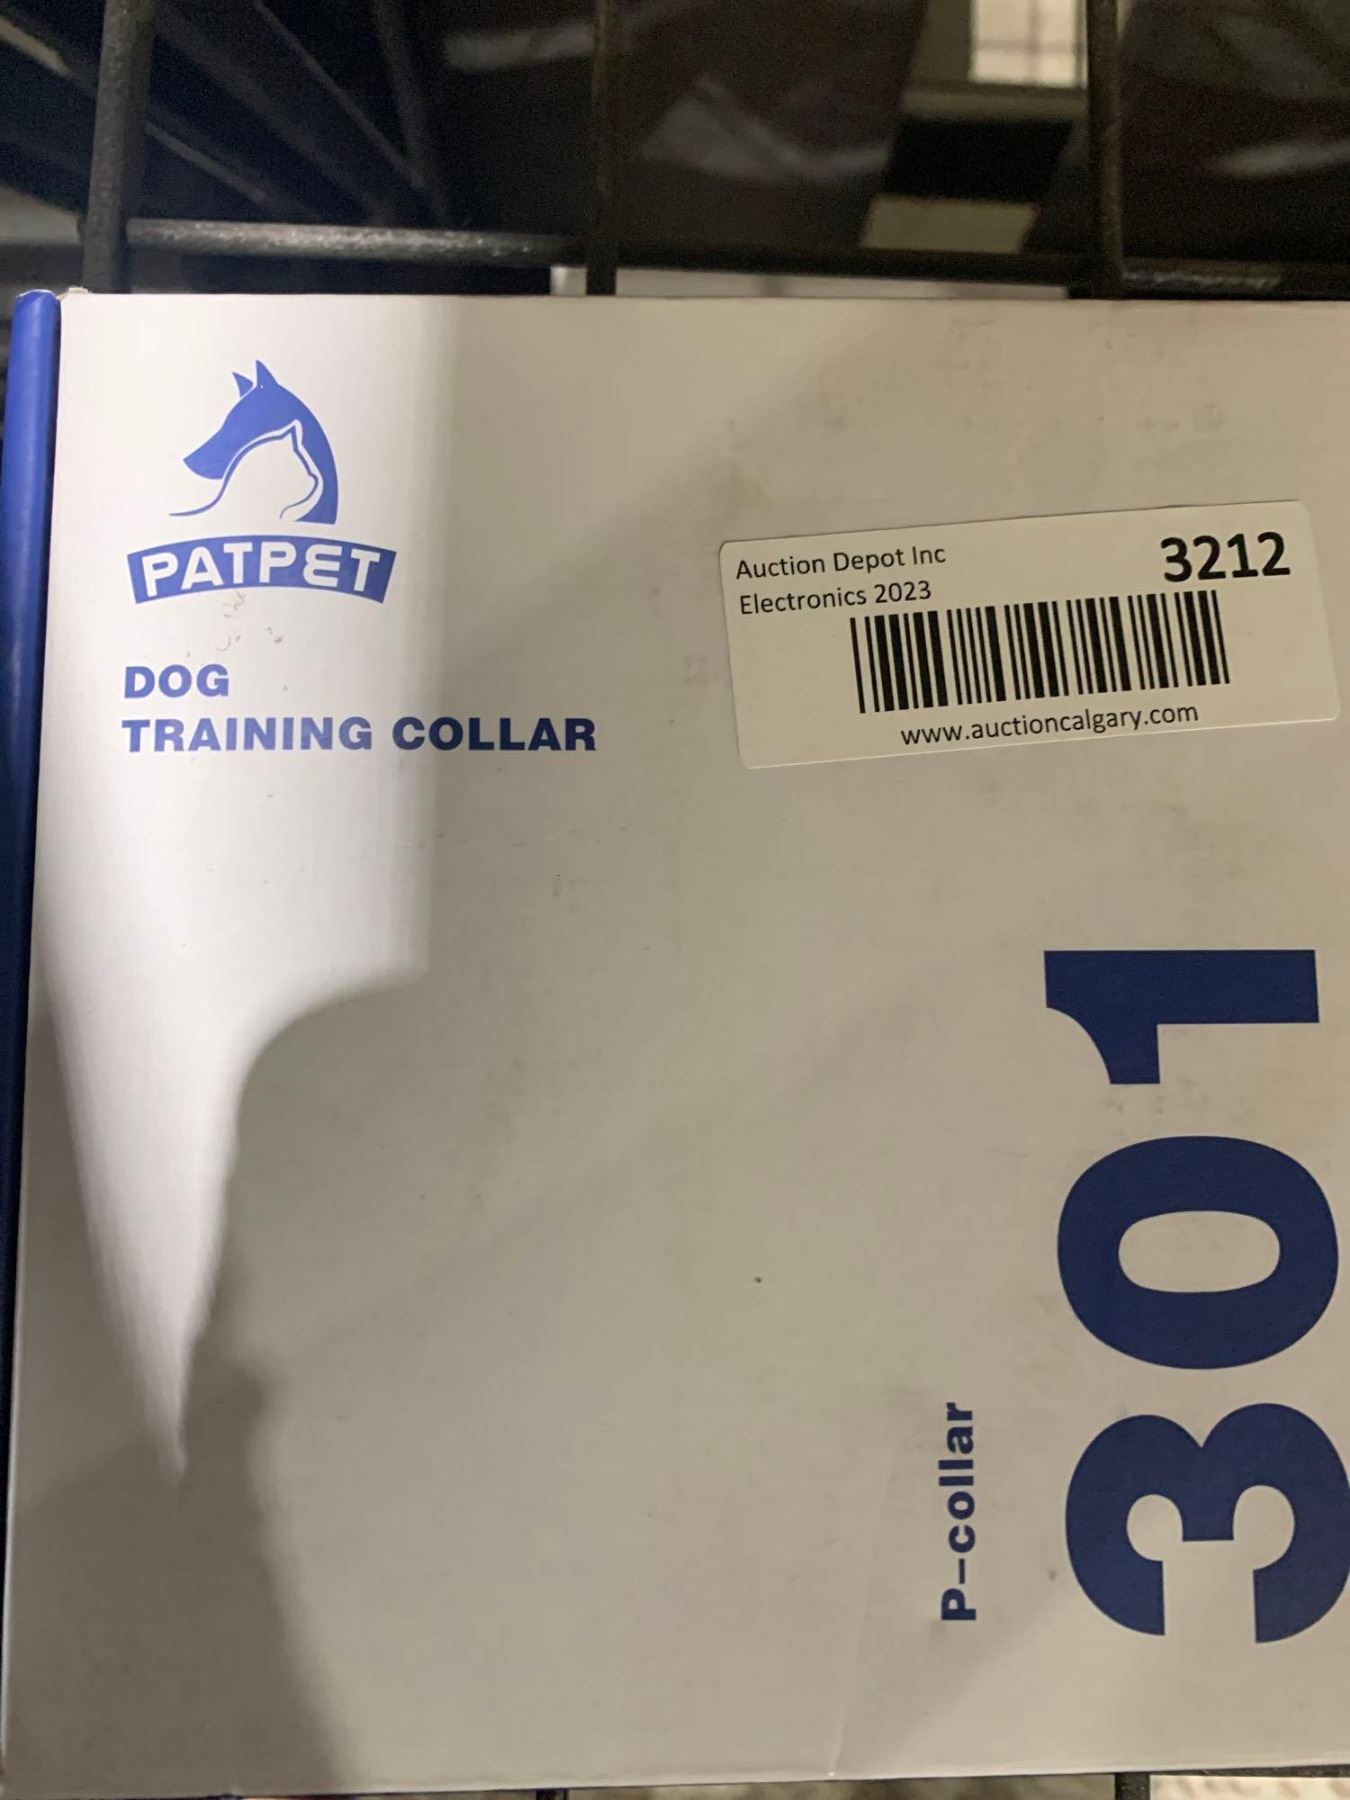 PATPET
DOG
TRAINING COLLAR
Auction Depot Inc
Electronics 2023
3212
www.auctioncalgary.com
P-collar
301